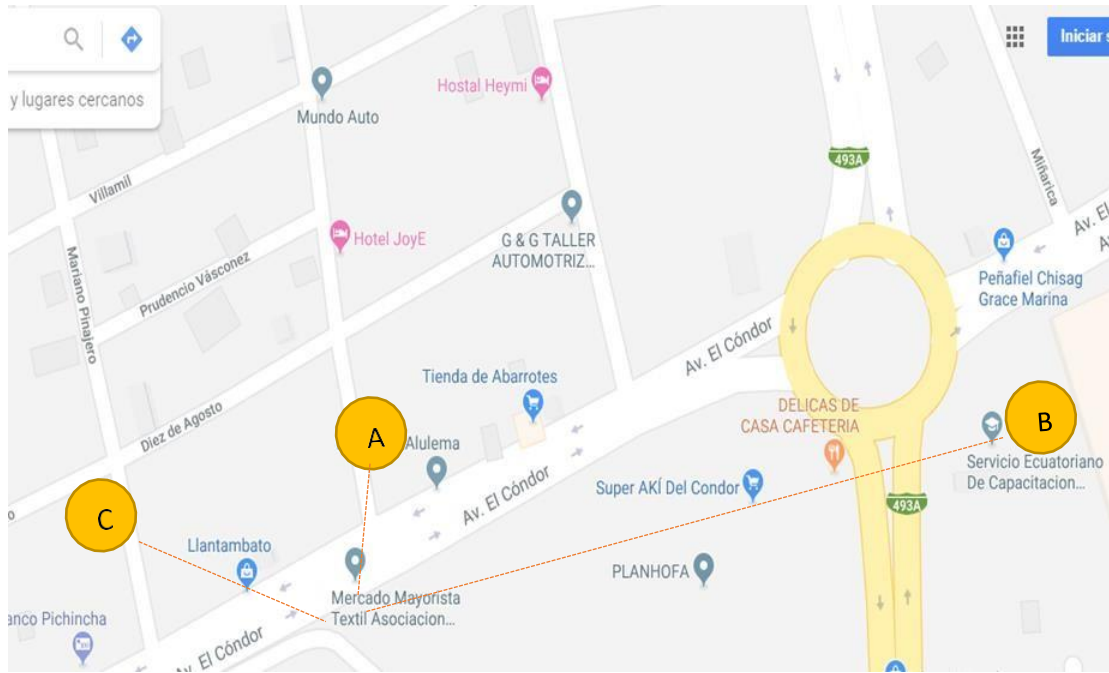 Iniciar s
y lugares cercanos
Hostal Heymi
Mundo Auto
493A
Villamil
Miñarica
Mariano Pinajero
Hotel JoyE
G & G TALLER
AUTOMOTRIZ...
Av. El
Peñafiel Chisag
Grace Marina
Prudencio Vásconez
Av. El Cóndor
Tienda de Abarrotes
DELICAS DE
CASA CAFETERIA
Diez de Agosto
A
Alulema
B
Servicio Ecuatoriano
De Capacitacion...
Super AKÍ Del Condor
Av. El Cóndor
493A
C
Llantambato
PLANHOFA
Mercado Mayorista
Textil Asociacion...
anco Pichincha
Av. El Cóndor